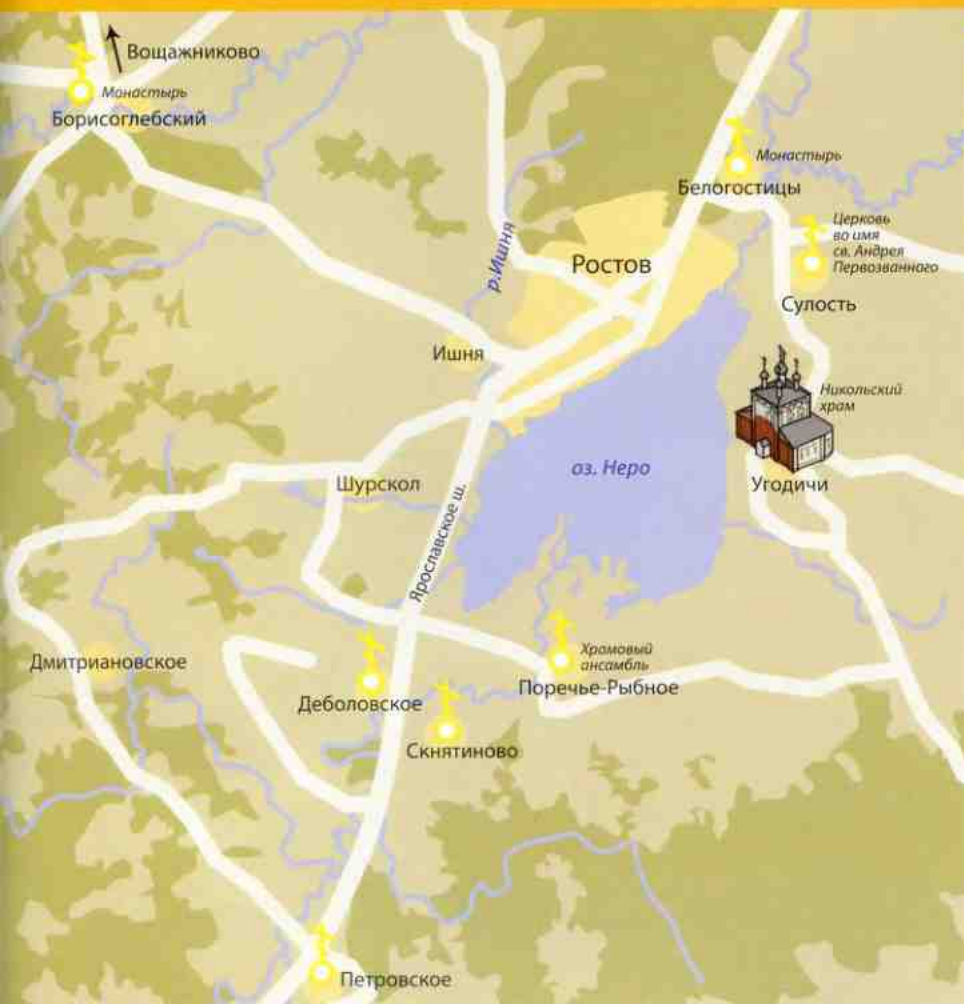 Вощажниково
Монастырь
Борисоглебский
Монастырь
Белогостицы
Церковь
во имя
св. Андрея
Первозванного
р.Ишня
Ростов
Сулость
Ишня
Никольский
храм
оз. Неро
Шурскол
Угодичи
Ярославское ш.
Храмовый
ансамбль
Дмитриановское
Поречье-Рыбное
Деболовское
Скнятиново
Петровское